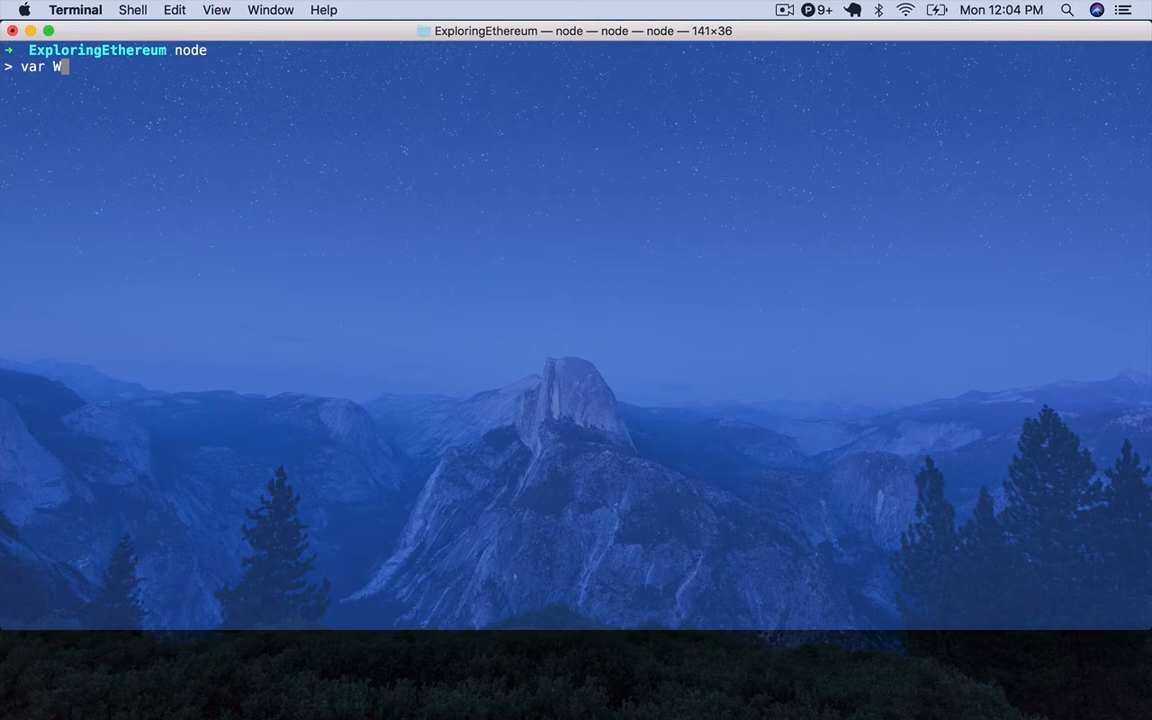 Terminal Shell Edit View Window Help 9+ Mon 12:04 PM
ExploringEthereum — node — node — node — 141×36
➜ ExploringEthereum node
> var W